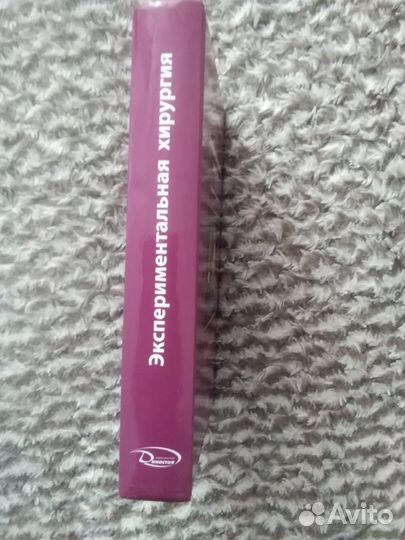 Экспериментальная хирургия
Династия
Avito